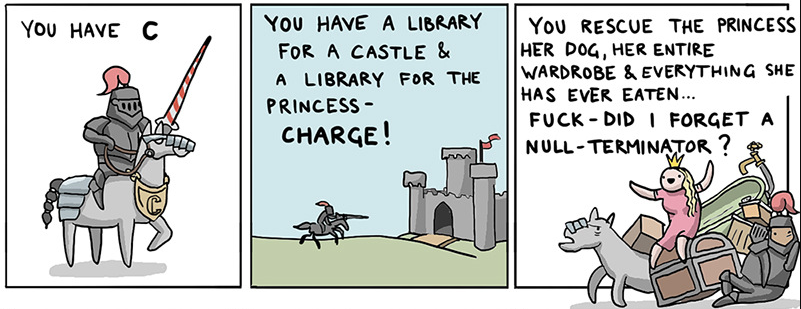 YOU HAVE C
C
YOU HAVE A LIBRARY
FOR A CASTLE &
A LIBRARY FOR THE
PRINCESS-
CHARGE!
YOU RESCUE THE PRINCESS
HER DOG, HER ENTIRE
WARDROBE & EVERYTHING SHE
HAS EVER EATEN...
FUCK-DID I FORGET A
NULL-TERMINATOR?